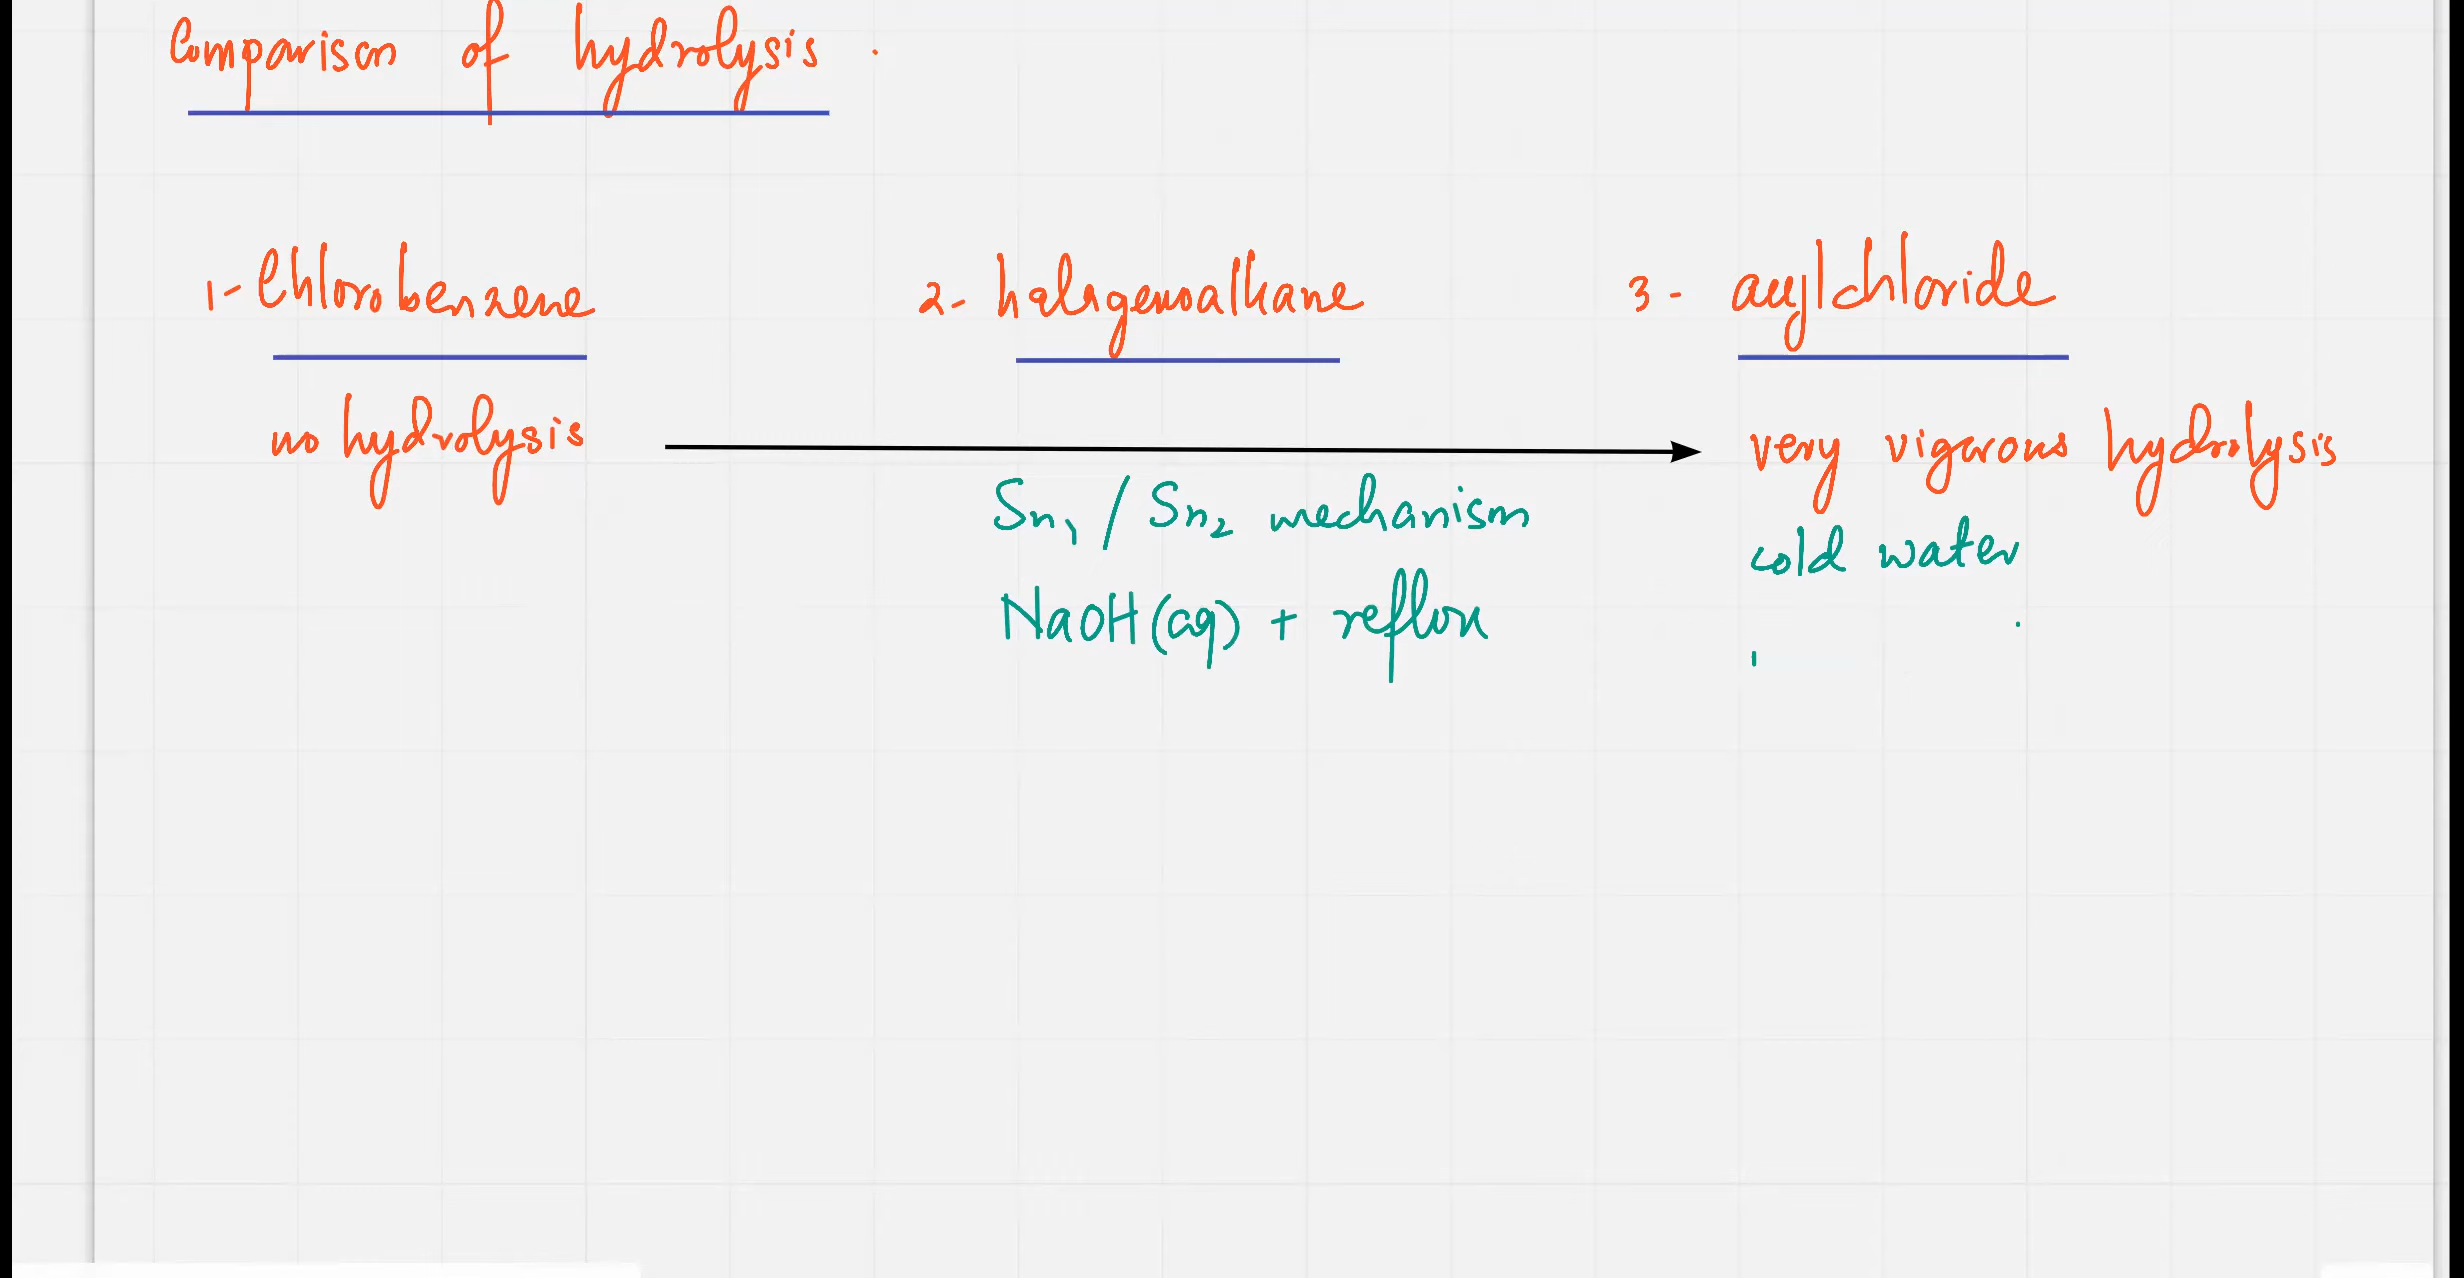 Comparison of hydrolysis
1- Chlorobenzene 2- halogenoalkane 3- acylchloride
no hydrolysis very vigarous hydrolysis
Sn1 / Sn2 mechanism cold water
NaOH(aq) + reflux